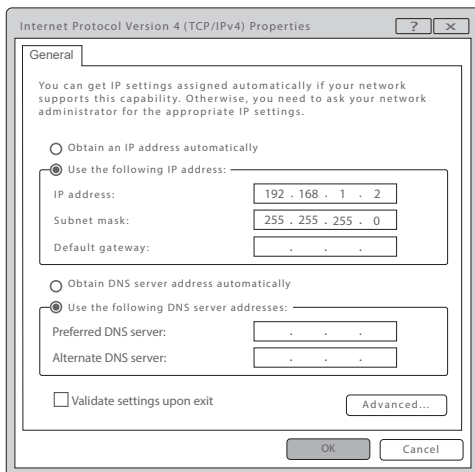 Internet Protocol Version 4 (TCP/IPv4) Properties ? ×
General
You can get IP settings assigned automatically if your network
supports this capability. Otherwise, you need to ask your network
administrator for the appropriate IP settings.
Obtain an IP address automatically
Use the following IP address:
IP address: 192 . 168 . 1 . 2
Subnet mask: 255 . 255 . 255 . 0
Default gateway: . . .
Obtain DNS server address automatically
Use the following DNS server addresses:
Preferred DNS server: . . .
Alternate DNS server: . . .
Validate settings upon exit
Advanced...
OK Cancel